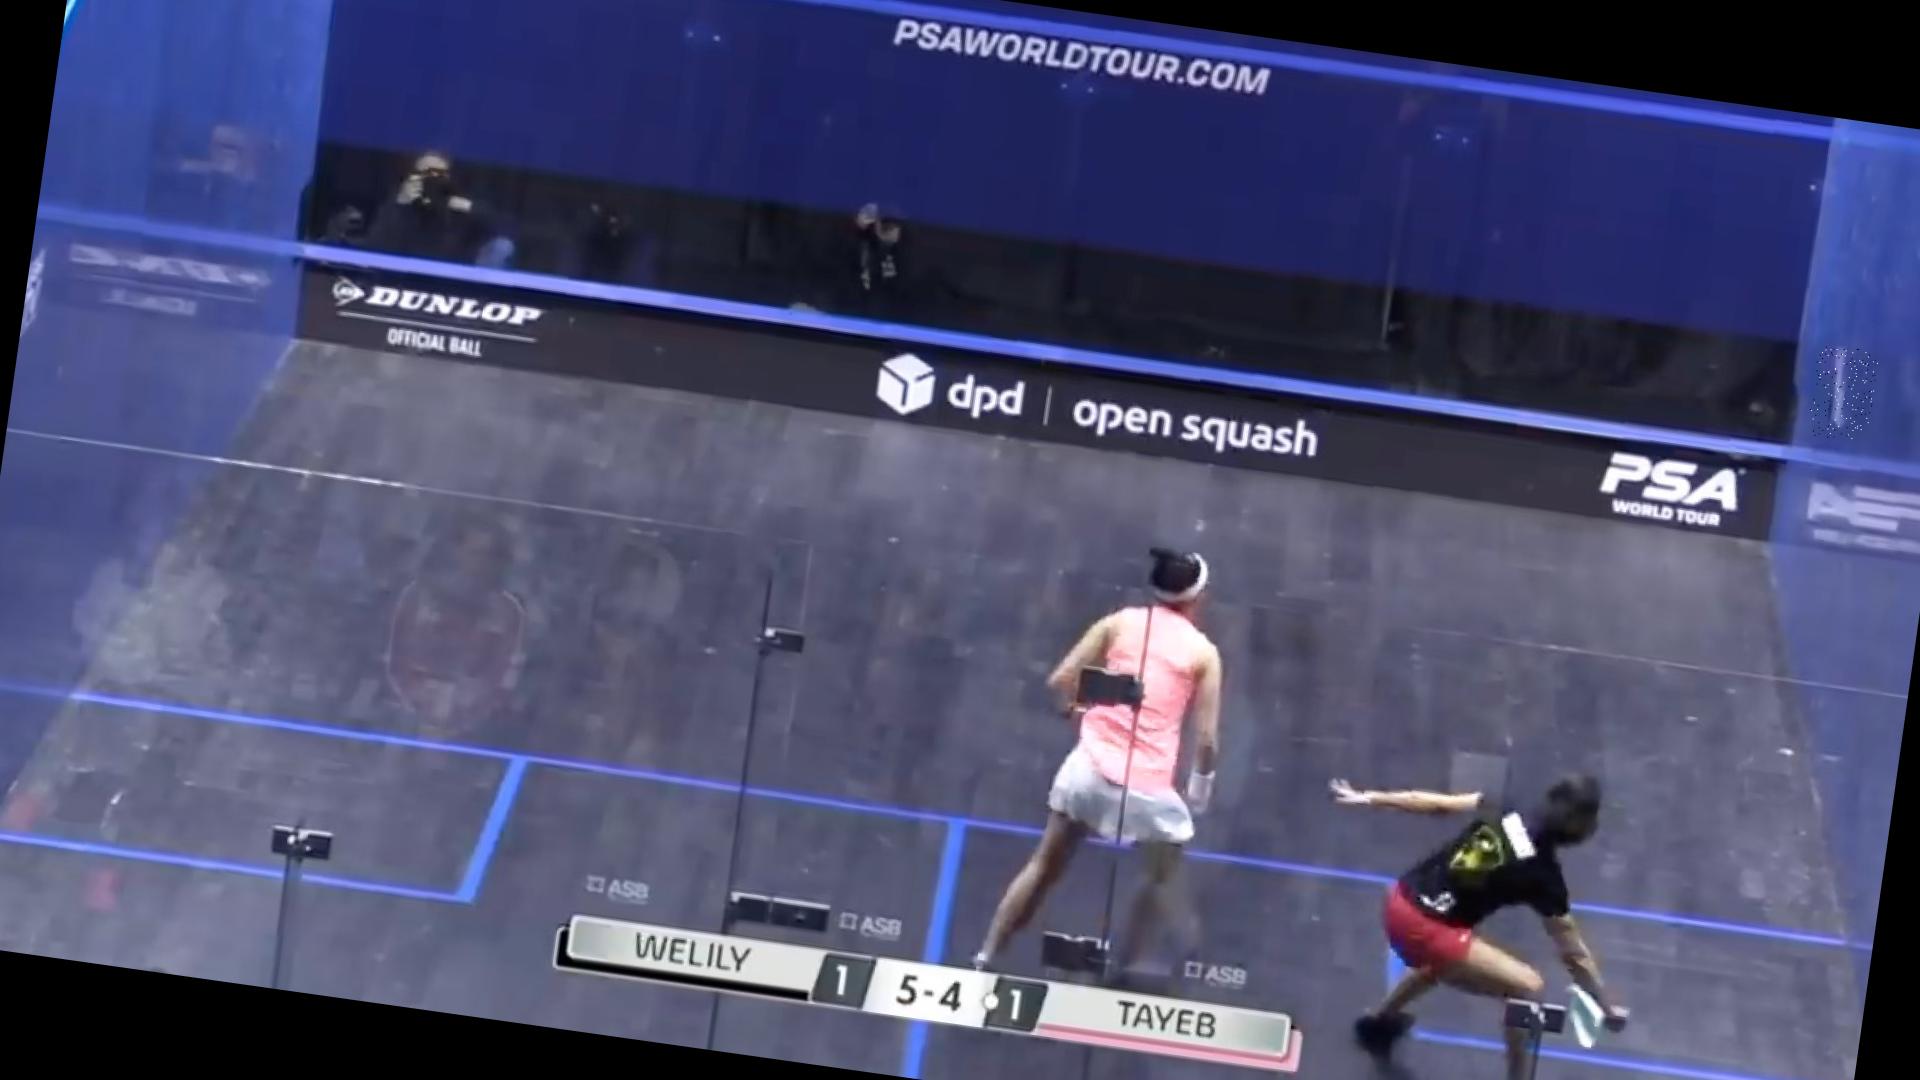 PSAWORLDTOUR.COM
DUNLOP
OFFICIAL BALL
dpd | open squash
PSA
WORLD TOUR
ASB
ASB
ASB
WELILY 1 5-4 1 TAYEB